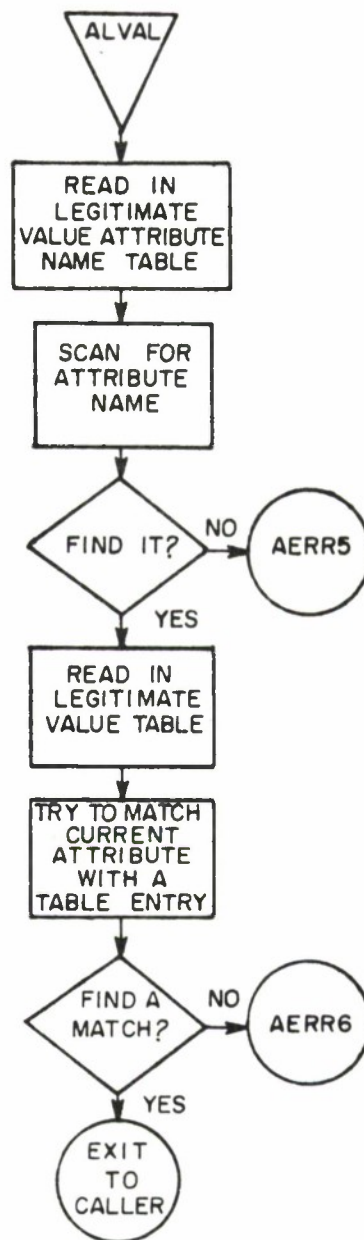 ALVAL
READ IN
LEGITIMATE
VALUE ATTRIBUTE
NAME TABLE
SCAN FOR
ATTRIBUTE
NAME
FIND IT?
NO
AERR5
YES
READ IN
LEGITIMATE
VALUE TABLE
TRY TO MATCH
CURRENT
ATTRIBUTE
WITH A
TABLE ENTRY
FIND A
MATCH?
NO
AERR6
YES
EXIT
TO
CALLER